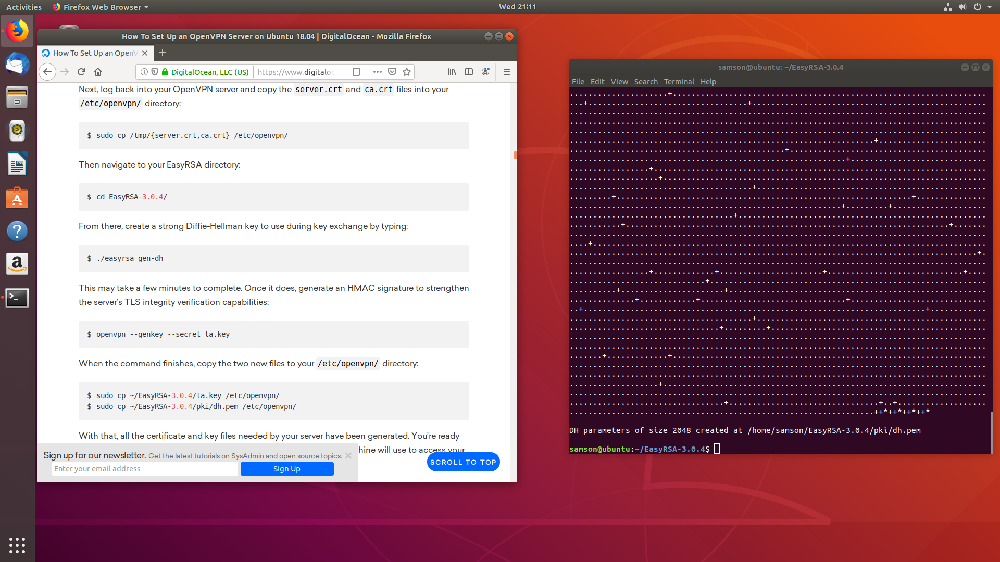 Activities
Firefox Web Browser
Wed 21:11
How To Set Up an OpenVPN Server on Ubuntu 18.04 | DigitalOcean - Mozilla Firefox
How To Set Up an OpenV
DigitalOcean, LLC (US)
https://www.digitaloc
Next, log back into your OpenVPN server and copy the server.crt and ca.crt files into your
/etc/openvpn/ directory:
$ sudo cp /tmp/{server.crt,ca.crt} /etc/openvpn/
Then navigate to your EasyRSA directory:
$ cd EasyRSA-3.0.4/
From there, create a strong Diffie-Hellman key to use during key exchange by typing:
$ ./easyrsa gen-dh
This may take a few minutes to complete. Once it does, generate an HMAC signature to strengthen
the server's TLS integrity verification capabilities:
$ openvpn --genkey --secret ta.key
When the command finishes, copy the two new files to your /etc/openvpn/ directory:
$ sudo cp ~/EasyRSA-3.0.4/ta.key /etc/openvpn/
$ sudo cp ~/EasyRSA-3.0.4/pki/dh.pem /etc/openvpn/
With that, all the certificate and key files needed by your server have been generated. You're ready
hine will use to access your
Sign up for our newsletter. Get the latest tutorials on SysAdmin and open source topics.
Enter your email address
Sign Up
SCROLL TO TOP
samson@ubuntu: ~/EasyRSA-3.0.4
File Edit View Search Terminal Help
++*++*++*++*
DH parameters of size 2048 created at /home/samson/EasyRSA-3.0.4/pki/dh.pem
samson@ubuntu:~/EasyRSA-3.0.4$